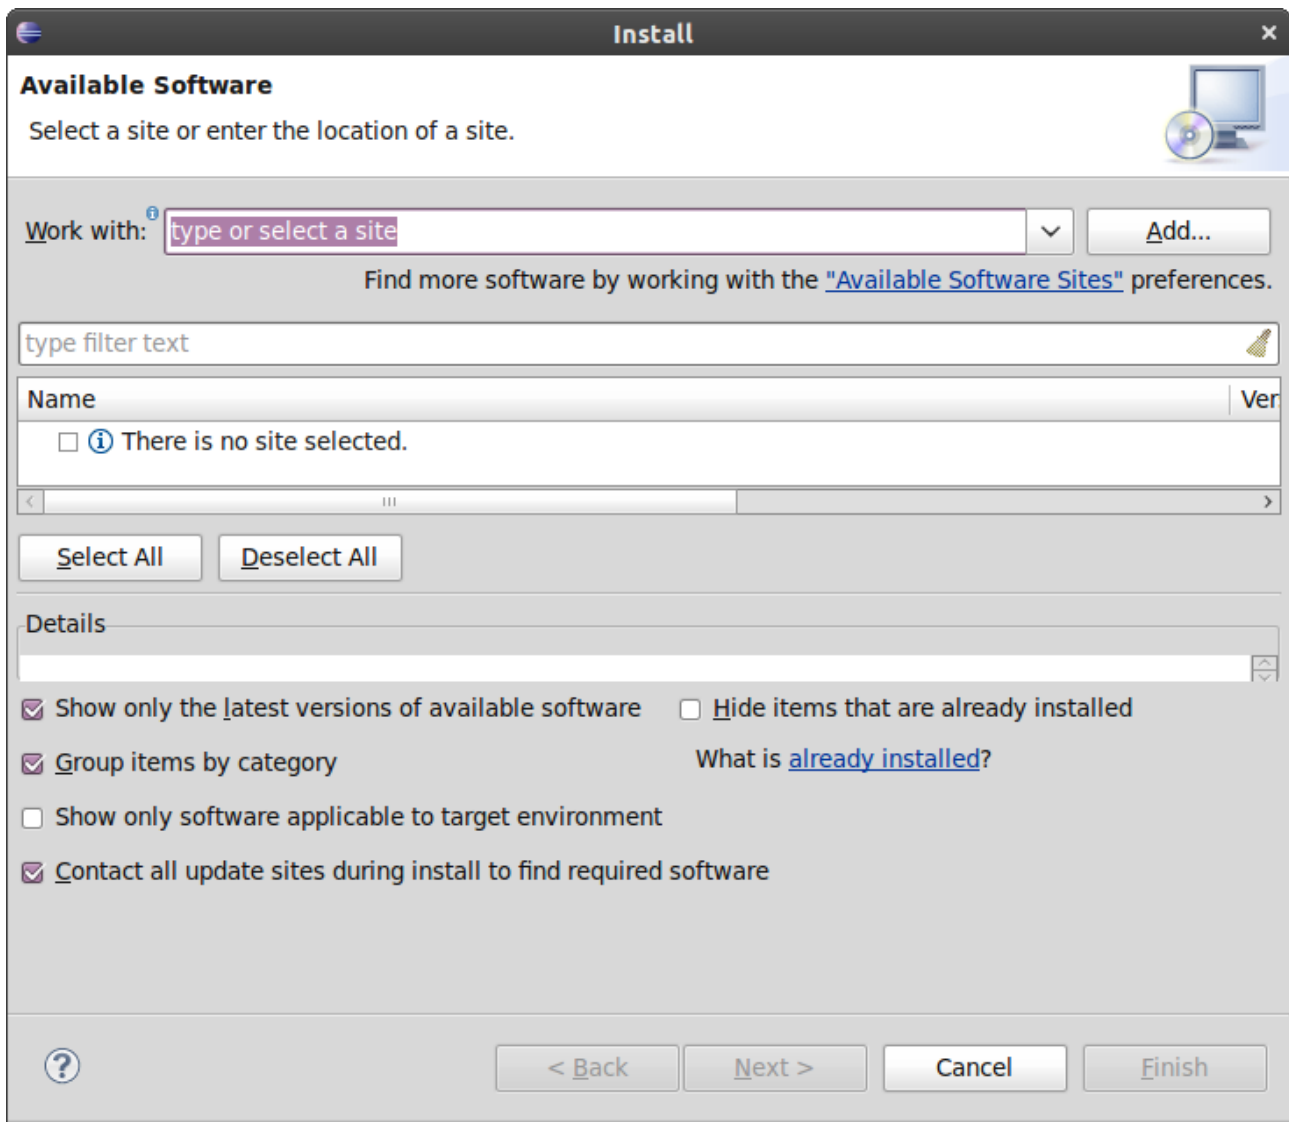 Install
Available Software
Select a site or enter the location of a site.
Work with: type or select a site Add...
Find more software by working with the "Available Software Sites" preferences.
type filter text
Name Ver
There is no site selected.
Select All Deselect All
Details
Show only the latest versions of available software Hide items that are already installed
Group items by category What is already installed?
Show only software applicable to target environment
Contact all update sites during install to find required software
< Back Next > Cancel Finish